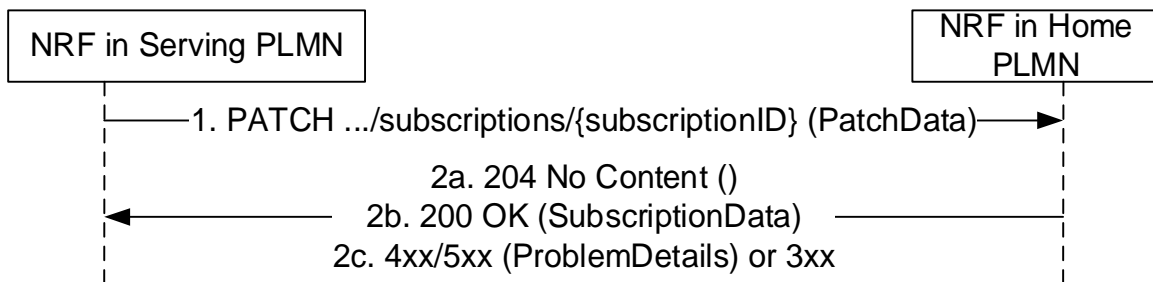 NRF in Serving PLMN
NRF in Home
PLMN
1. PATCH .../subscriptions/{subscriptionID} (PatchData)
2a. 204 No Content ()
2b. 200 OK (SubscriptionData)
2c. 4xx/5xx (ProblemDetails) or 3xx